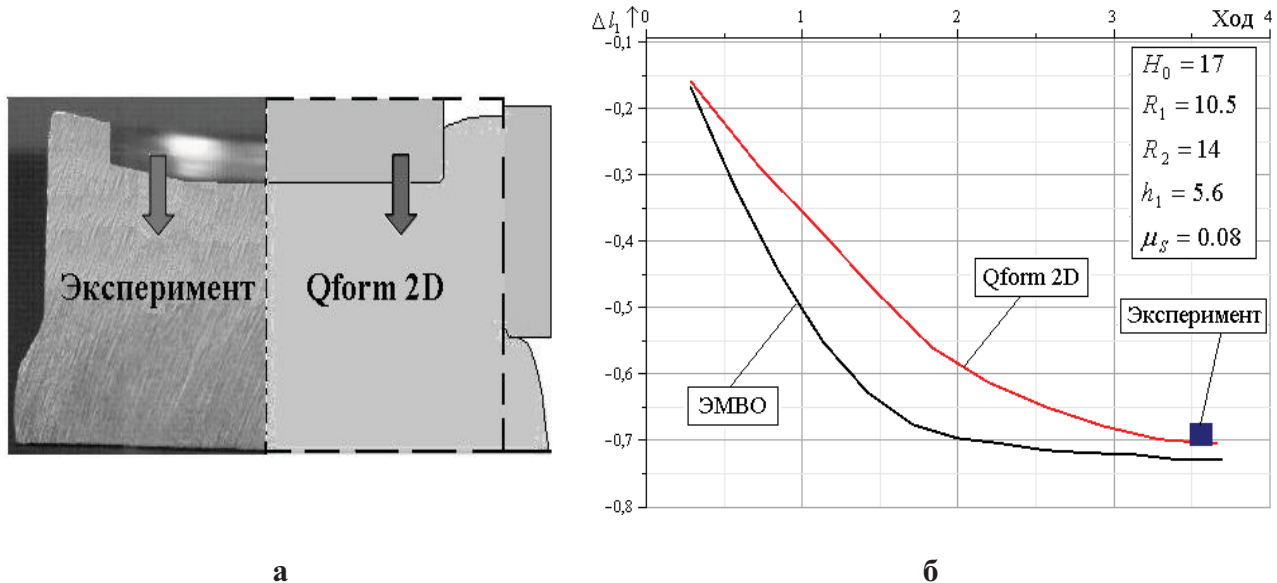 Эксперимент
Qform 2D
а
Δl₁ ↑ 0 1 2 3 Ход 4
−0,1
−0,2
−0,3
−0,4
−0,5
−0,6
−0,7
−0,8
H₀ = 17
R₁ = 10.5
R₂ = 14
h₁ = 5.6
μₛ = 0.08
Qform 2D
Эксперимент
ЭМВО
б